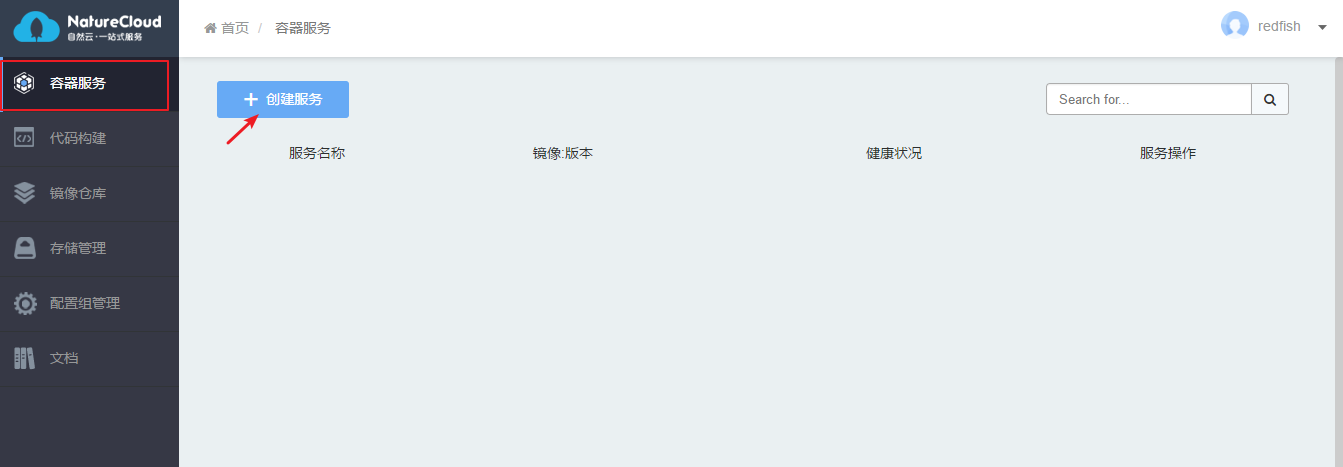 NatureCloud
自然云·一站式服务
首页 / 容器服务
redfish
容器服务
代码构建
镜像仓库
存储管理
配置组管理
文档
创建服务
Search for...
服务名称 镜像:版本 健康状况 服务操作